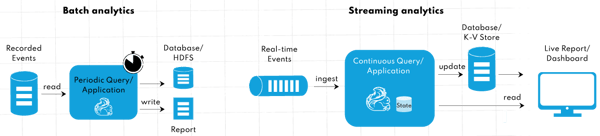 Batch analytics
Recorded
Events
read
Periodic Query/
Application
write
Database/
HDFS
Report
Streaming analytics
Real-time
Events
ingest
Continuous Query/
Application
State
update
Database/
K-V Store
read
Live Report/
Dashboard